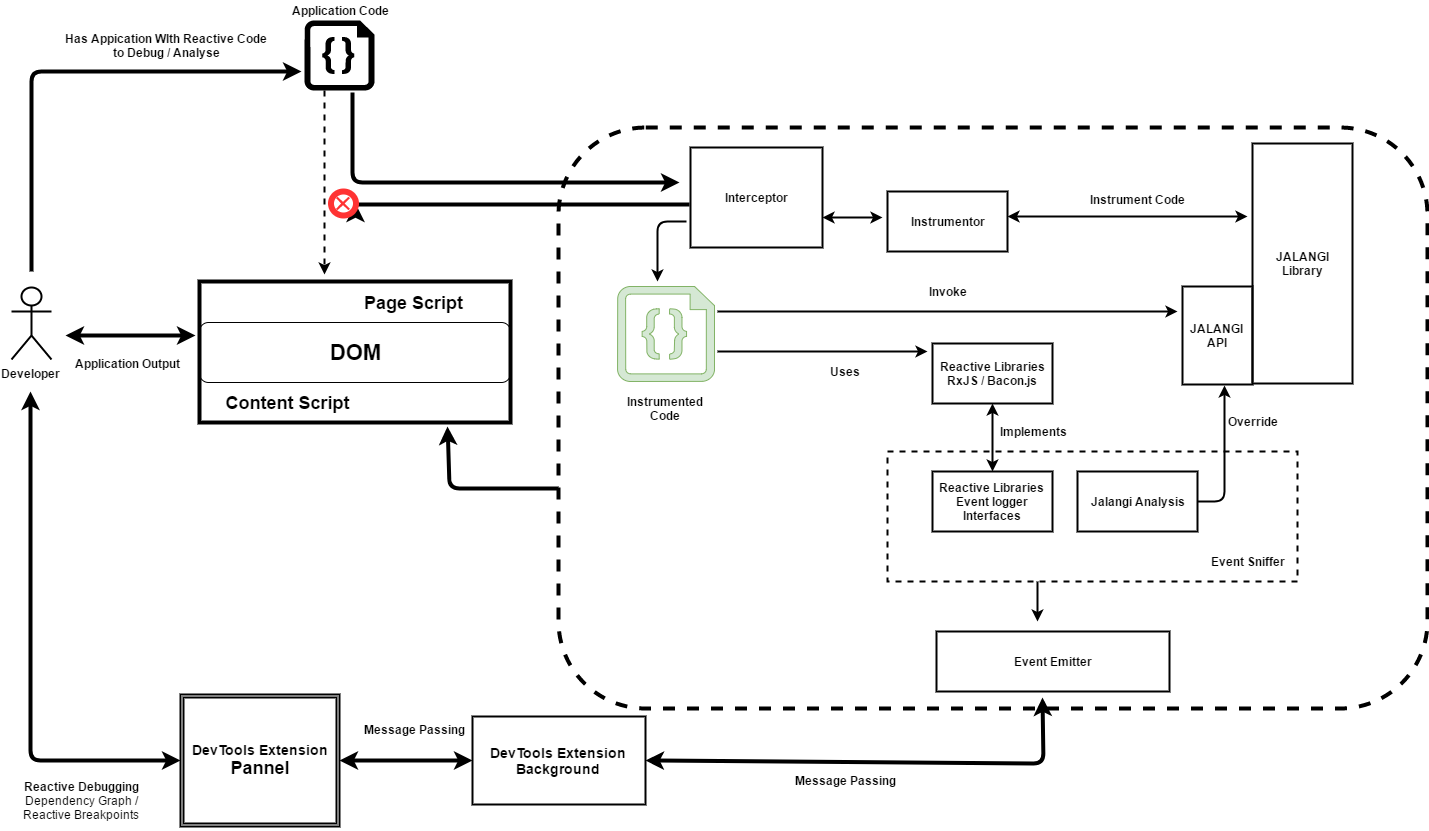 Application Code
Has Appication WIth Reactive Code
to Debug / Analyse
{ }
Interceptor
Instrumentor
Instrument Code
JALANGI
Library
Page Script
DOM
Content Script
Developer
Application Output
{ }
Instrumented
Code
Invoke
JALANGI
API
Uses
Reactive Libraries
RxJS / Bacon.js
Implements
Override
Reactive Libraries
Event logger
Interfaces
Jalangi Analysis
Event Sniffer
Event Emitter
DevTools Extension
Pannel
Message Passing
DevTools Extension
Background
Message Passing
Reactive Debugging
Dependency Graph /
Reactive Breakpoints